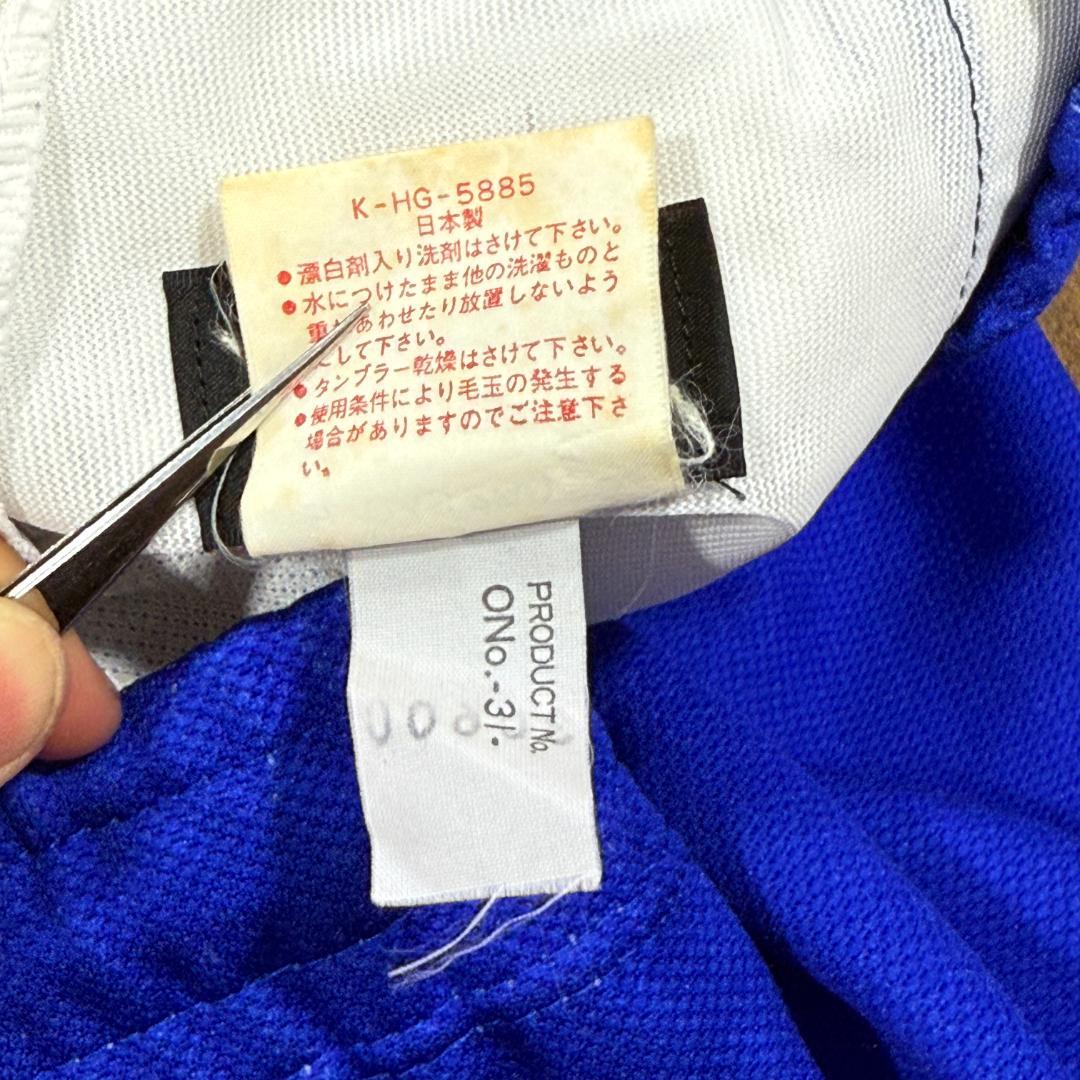 K-HG-5885
日本製
●漂白剤入り洗剤はさけて下さい。
●水につけたまま他の洗濯ものと
重ねあわせたり放置しないよう
にして下さい。
●タンブラー乾燥はさけて下さい。
●使用条件により毛玉の発生する
場合がありますのでご注意下さ
い。
PRODUCT No.
ONo.-31.